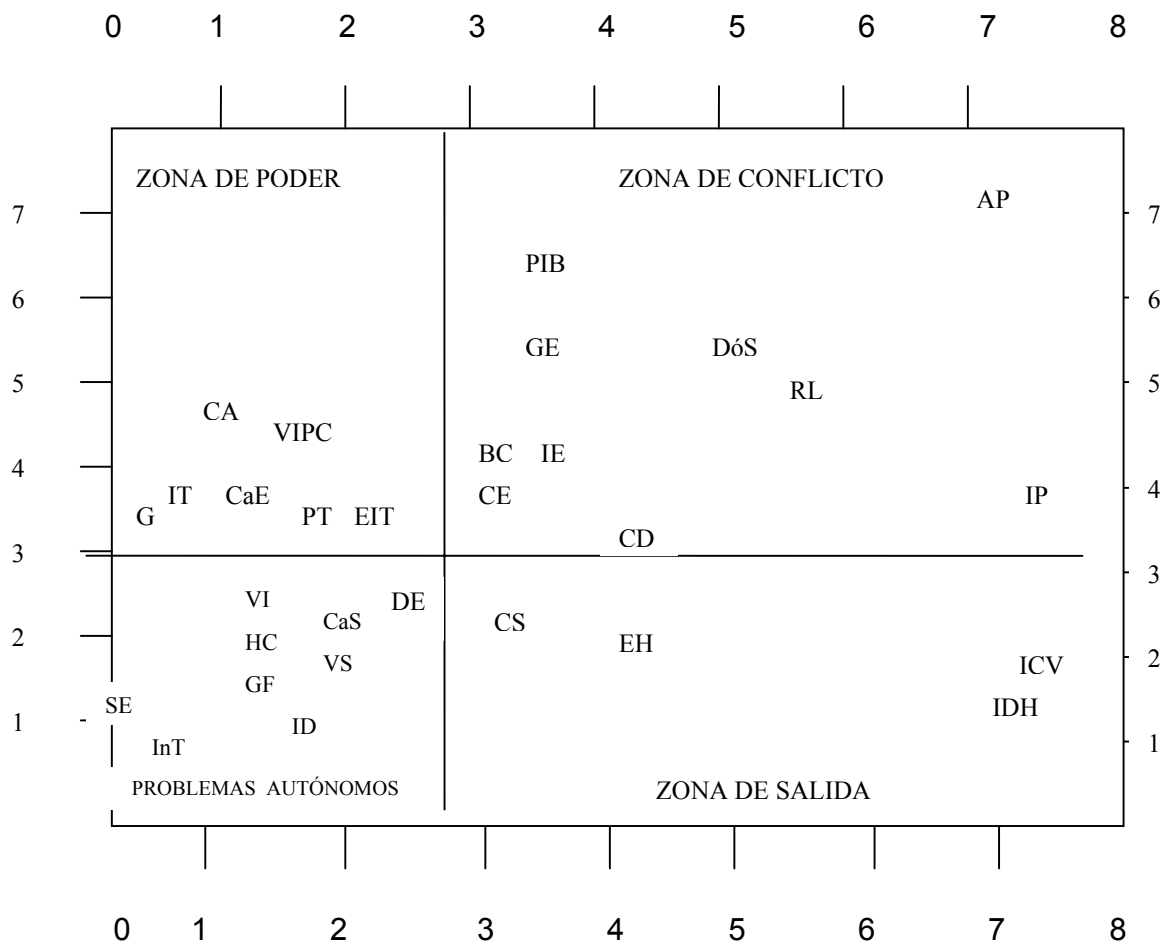 0 1 2 3 4 5 7 8
ZONA DE PODER ZONA DE CONFLICTO
AP
7 7
PIB
6 6
GE DóS
5 RL 5
CA
VIPC
BC IE
4 4
IT CaE CE IP
G PT EIT
CD
3 3
VI DE
CaS CS
2 HC EH 2
VS ICV
GF
SE IDH
1 ID 1
InT
PROBLEMAS AUTÓNOMOS ZONA DE SALIDA
0 1 2 3 4 5 6 7 8